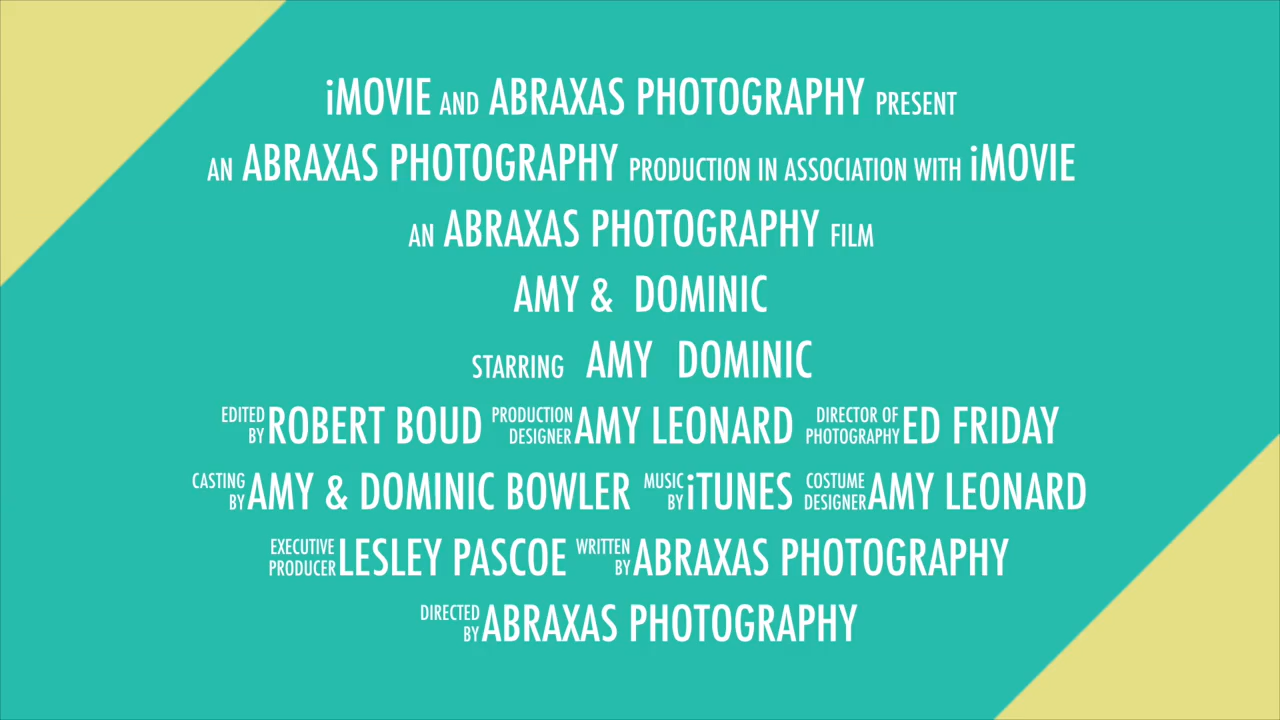 iMOVIE AND ABRAXAS PHOTOGRAPHY PRESENT
AN ABRAXAS PHOTOGRAPHY PRODUCTION IN ASSOCIATION WITH iMOVIE
AN ABRAXAS PHOTOGRAPHY FILM
AMY & DOMINIC
STARRING AMY DOMINIC
EDITED BY ROBERT BOUD PRODUCTION DESIGNER AMY LEONARD DIRECTOR OF PHOTOGRAPHY ED FRIDAY
CASTING BY AMY & DOMINIC BOWLER MUSIC BY iTUNES COSTUME DESIGNER AMY LEONARD
EXECUTIVE PRODUCER LESLEY PASCOE WRITTEN BY ABRAXAS PHOTOGRAPHY
DIRECTED BY ABRAXAS PHOTOGRAPHY